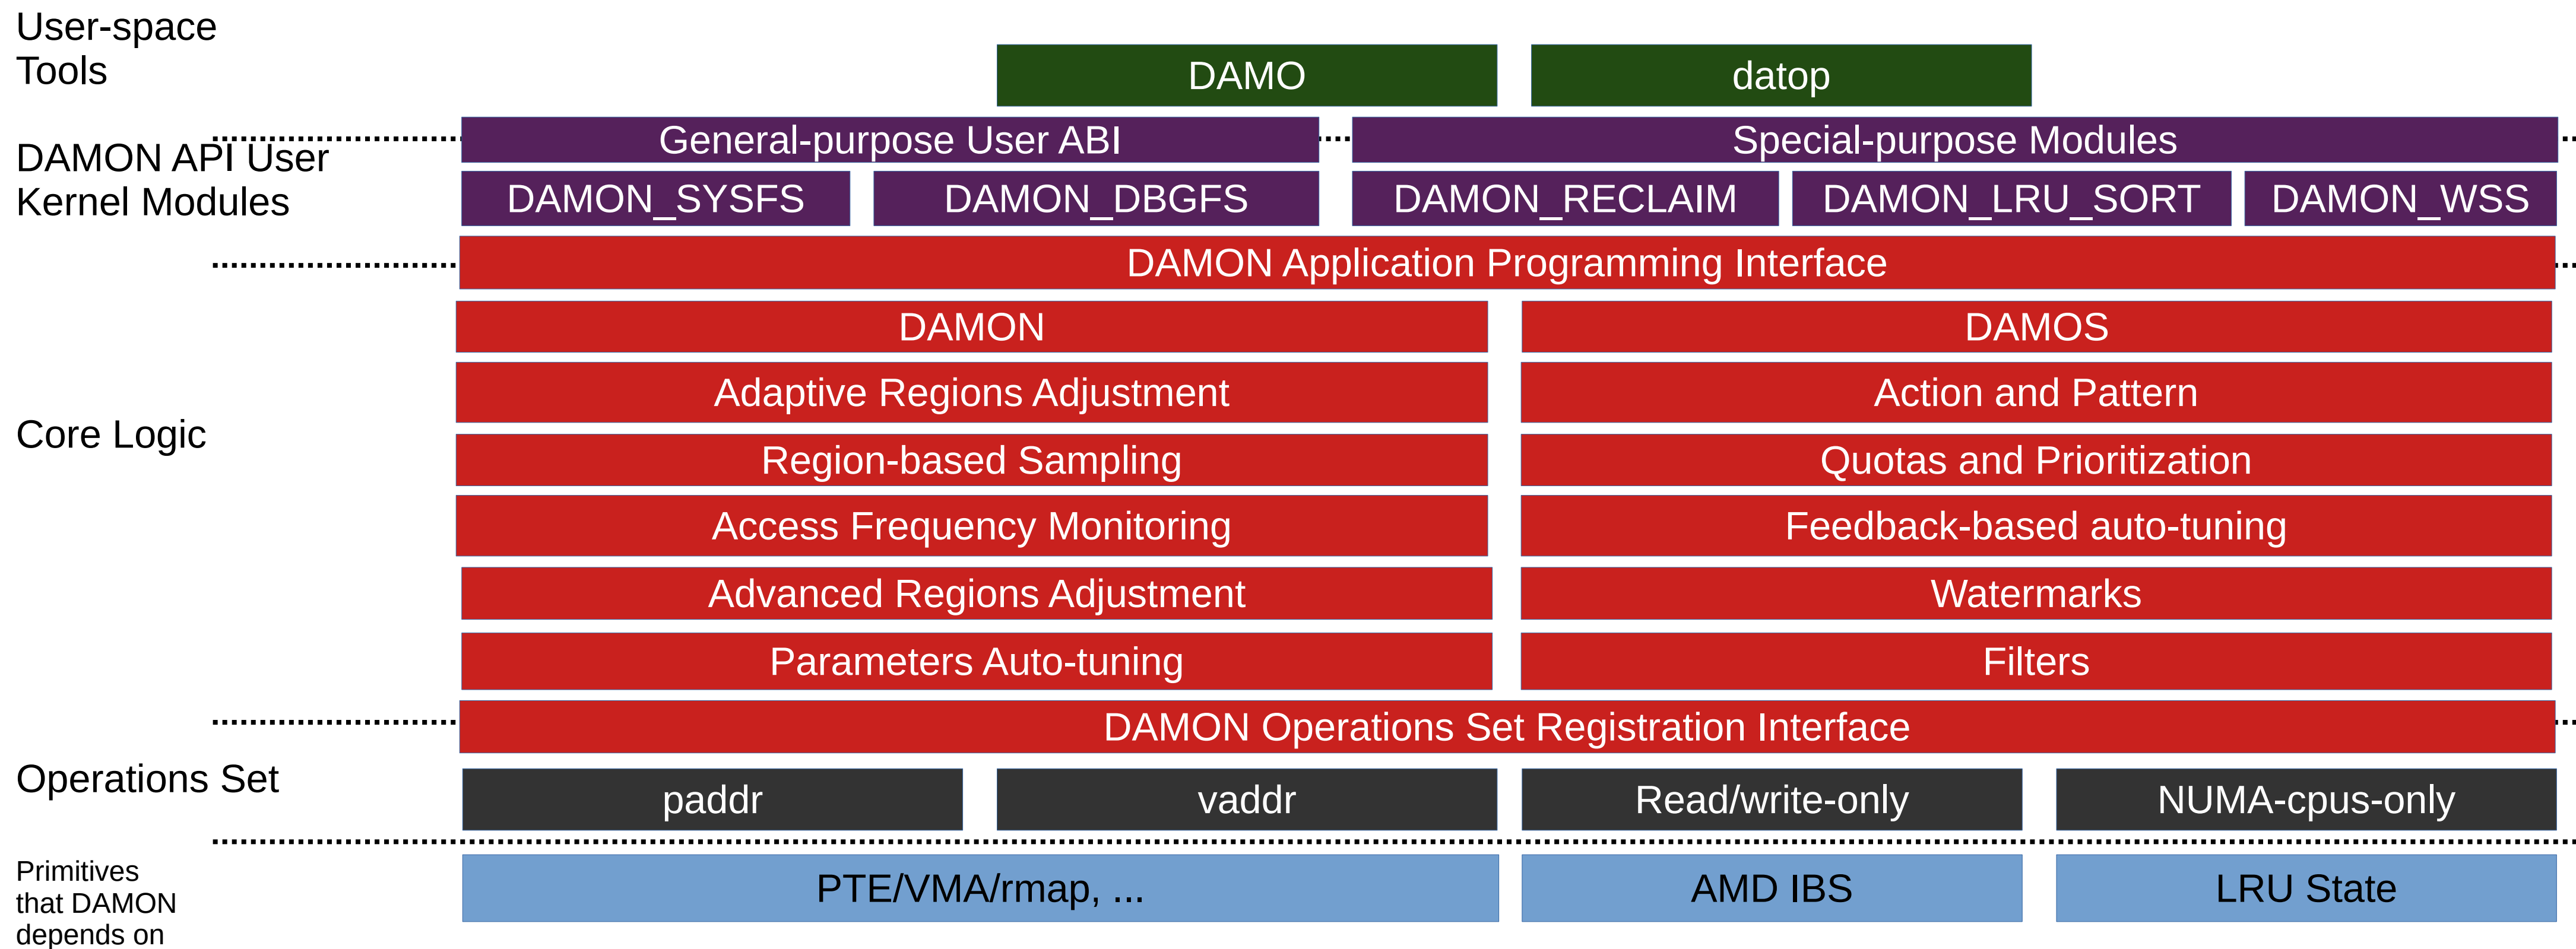 User-space
Tools
DAMO
datop
DAMON API User
Kernel Modules
General-purpose User ABI
Special-purpose Modules
DAMON_SYSFS
DAMON_DBGFS
DAMON_RECLAIM
DAMON_LRU_SORT
DAMON_WSS
DAMON Application Programming Interface
Core Logic
DAMON
DAMOS
Adaptive Regions Adjustment
Action and Pattern
Region-based Sampling
Quotas and Prioritization
Access Frequency Monitoring
Feedback-based auto-tuning
Advanced Regions Adjustment
Watermarks
Parameters Auto-tuning
Filters
DAMON Operations Set Registration Interface
Operations Set
paddr
vaddr
Read/write-only
NUMA-cpus-only
Primitives
that DAMON
depends on
PTE/VMA/rmap, ...
AMD IBS
LRU State